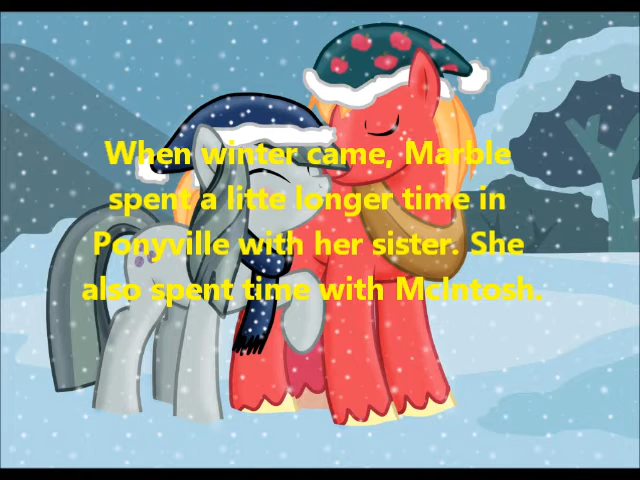 When winter came, Marble
spent a litte longer time in
Ponyville with her sister. She
also spent time with McIntosh.